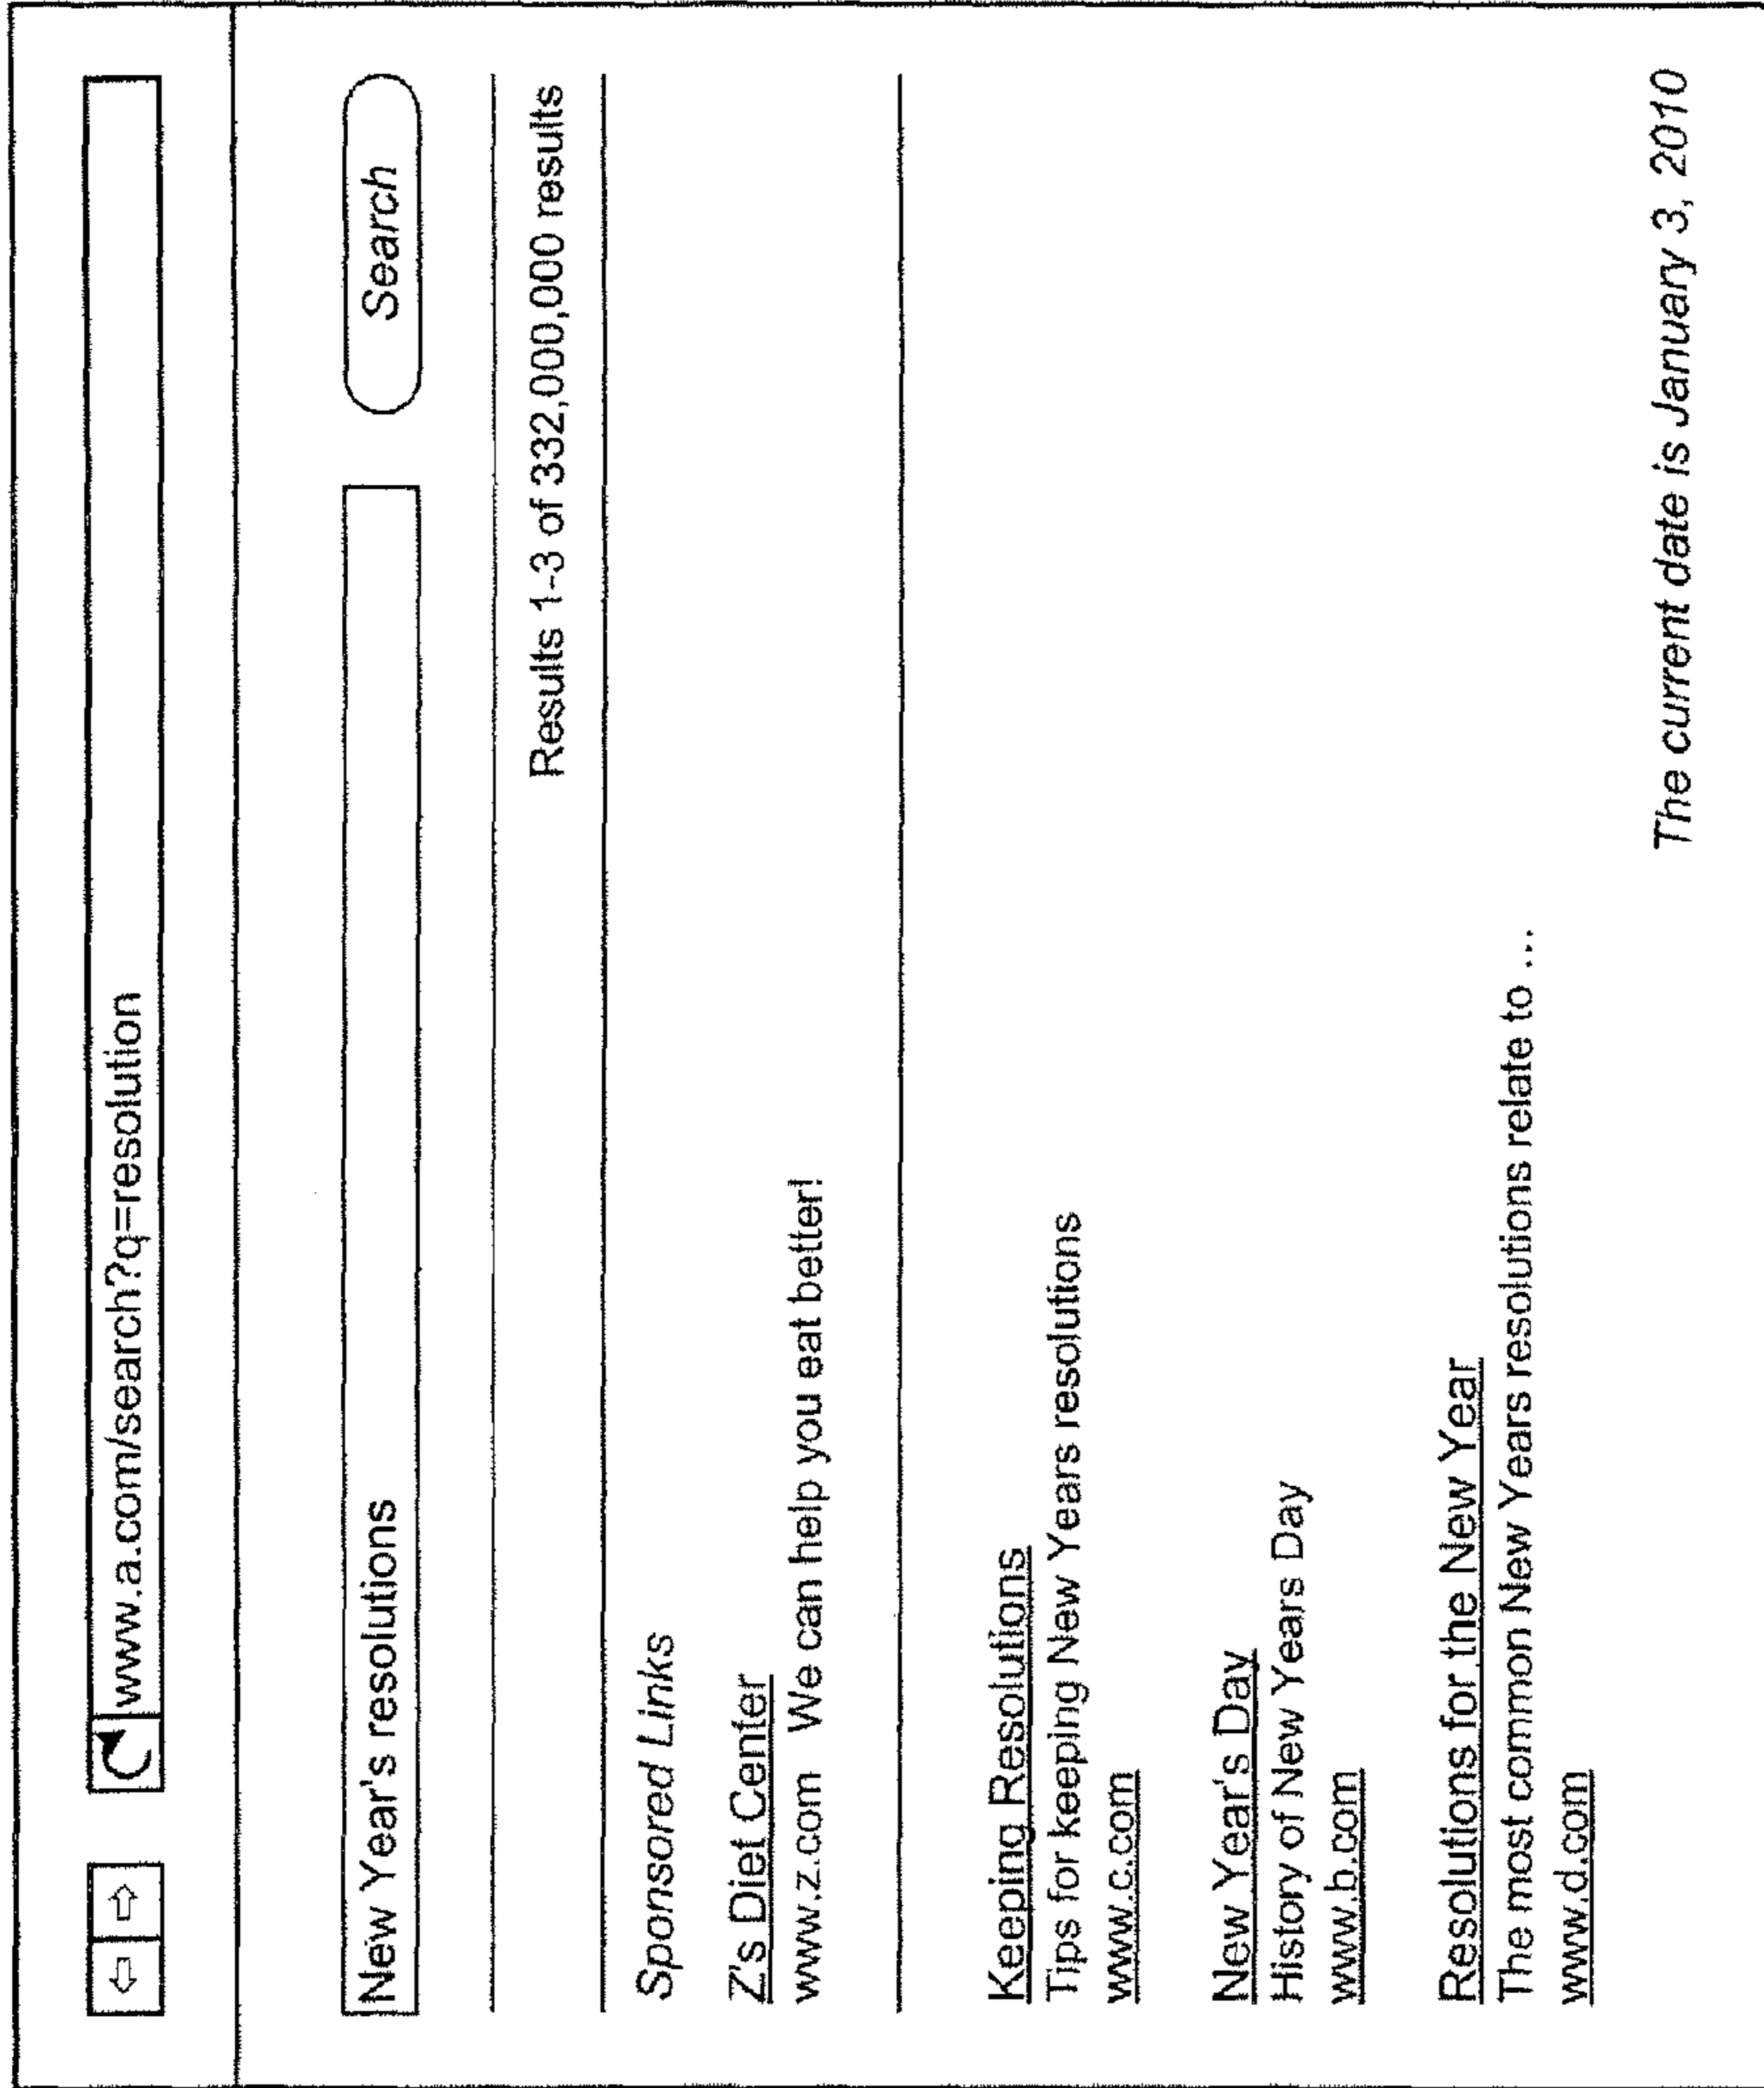 www.a.com/search?q=resolution
New Year's resolutions
Search
Results 1-3 of 332,000,000 results
Sponsored Links
Z's Diet Center
www.z.com We can help you eat better!
Keeping Resolutions
Tips for keeping New Years resolutions
www.c.com
New Year's Day
History of New Years Day
www.b.com
Resolutions for the New Year
The most common New Years resolutions relate to ...
www.d.com
The current date is January 3, 2010